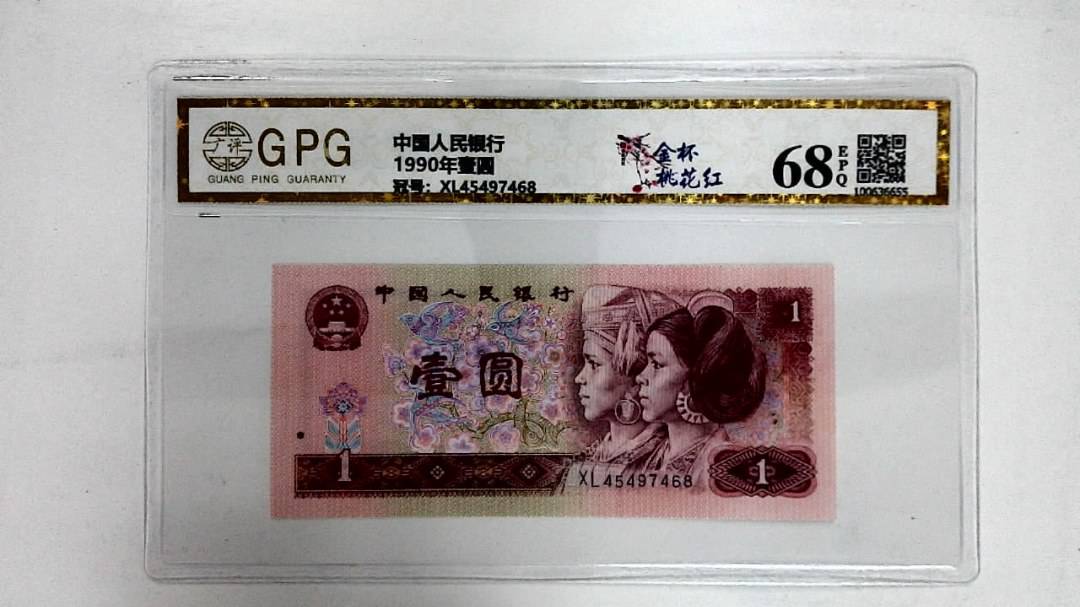 广评
GPG
GUANG PING GUARANTY
中国人民银行
1990年壹圆
冠号：XL45497468
金杯
桃花红
68
EPQ
100636655
中国人民银行
1
壹圆
1
XL45497468
1